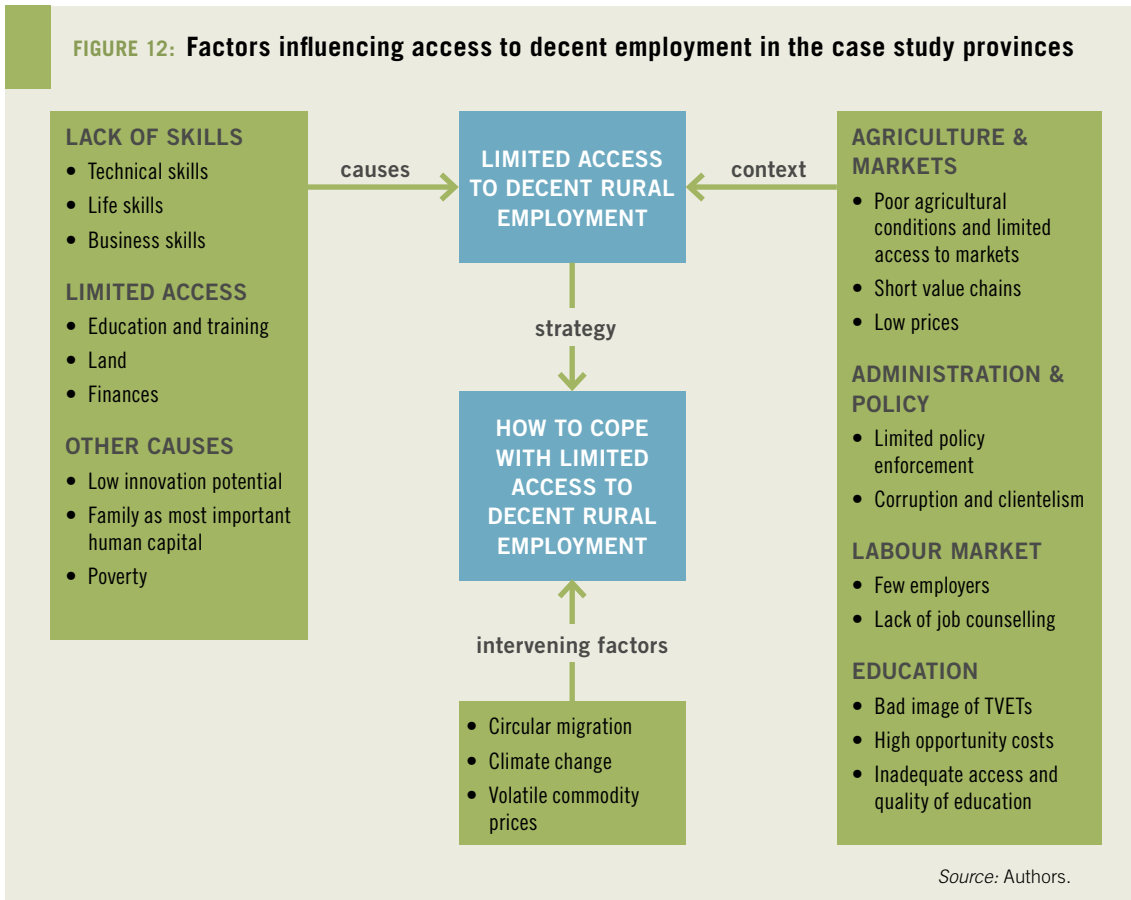 FIGURE 12: Factors influencing access to decent employment in the case study provinces
LACK OF SKILLS
• Technical skills
• Life skills
• Business skills
LIMITED ACCESS
• Education and training
• Land
• Finances
OTHER CAUSES
• Low innovation potential
• Family as most important
human capital
• Poverty
causes
LIMITED ACCESS
TO DECENT RURAL
EMPLOYMENT
context
strategy
HOW TO COPE
WITH LIMITED
ACCESS TO
DECENT RURAL
EMPLOYMENT
intervening factors
• Circular migration
• Climate change
• Volatile commodity
prices
AGRICULTURE &
MARKETS
• Poor agricultural
conditions and limited
access to markets
• Short value chains
• Low prices
ADMINISTRATION &
POLICY
• Limited policy
enforcement
• Corruption and clientelism
LABOUR MARKET
• Few employers
• Lack of job counselling
EDUCATION
• Bad image of TVETs
• High opportunity costs
• Inadequate access and
quality of education
Source: Authors.